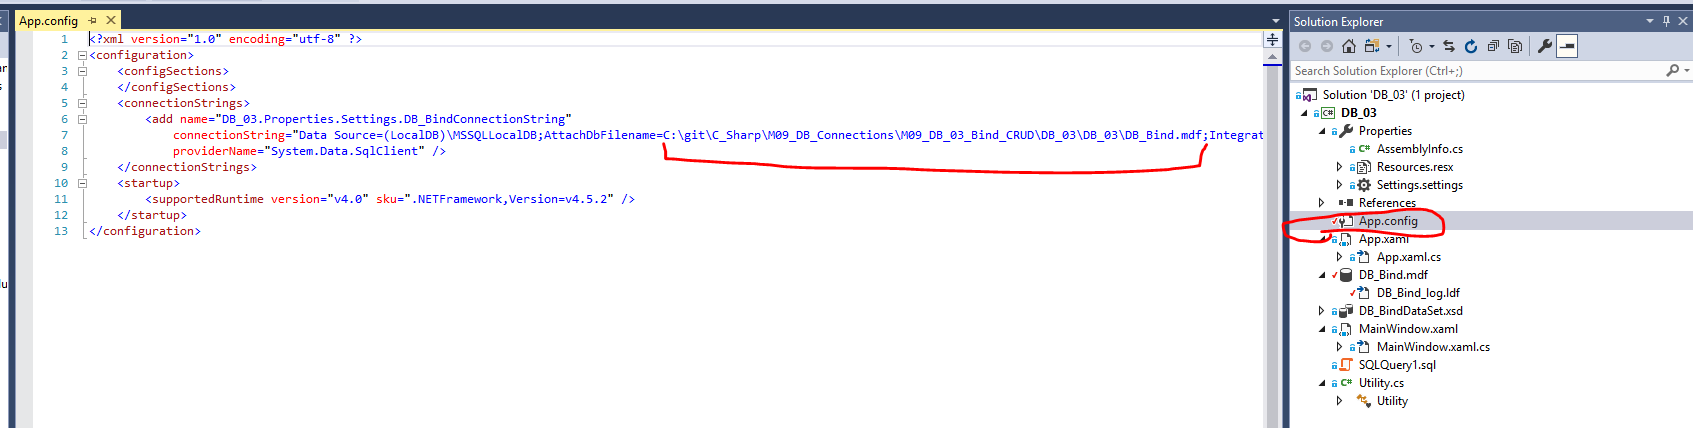 App.config
1 <?xml version="1.0" encoding="utf-8" ?>
2 <configuration>
3 <configSections>
4 </configSections>
5 <connectionStrings>
6 <add name="DB_03.Properties.Settings.DB_BindConnectionString"
7 connectionString="Data Source=(LocalDB)\MSSQLLocalDB;AttachDbFilename=C:\git\C_Sharp\M09_DB_Connections\M09_DB_03_Bind_CRUD\DB_03\DB_03\DB_Bind.mdf;Integrat
8 providerName="System.Data.SqlClient" />
9 </connectionStrings>
10 <startup>
11 <supportedRuntime version="v4.0" sku=".NETFramework,Version=v4.5.2" />
12 </startup>
13 </configuration>
Solution Explorer
Search Solution Explorer (Ctrl+;)
Solution 'DB_03' (1 project)
C# DB_03
Properties
C# AssemblyInfo.cs
Resources.resx
Settings.settings
References
App.config
App.xaml
App.xaml.cs
DB_Bind.mdf
DB_Bind_log.ldf
DB_BindDataSet.xsd
MainWindow.xaml
MainWindow.xaml.cs
SQLQuery1.sql
C# Utility.cs
Utility